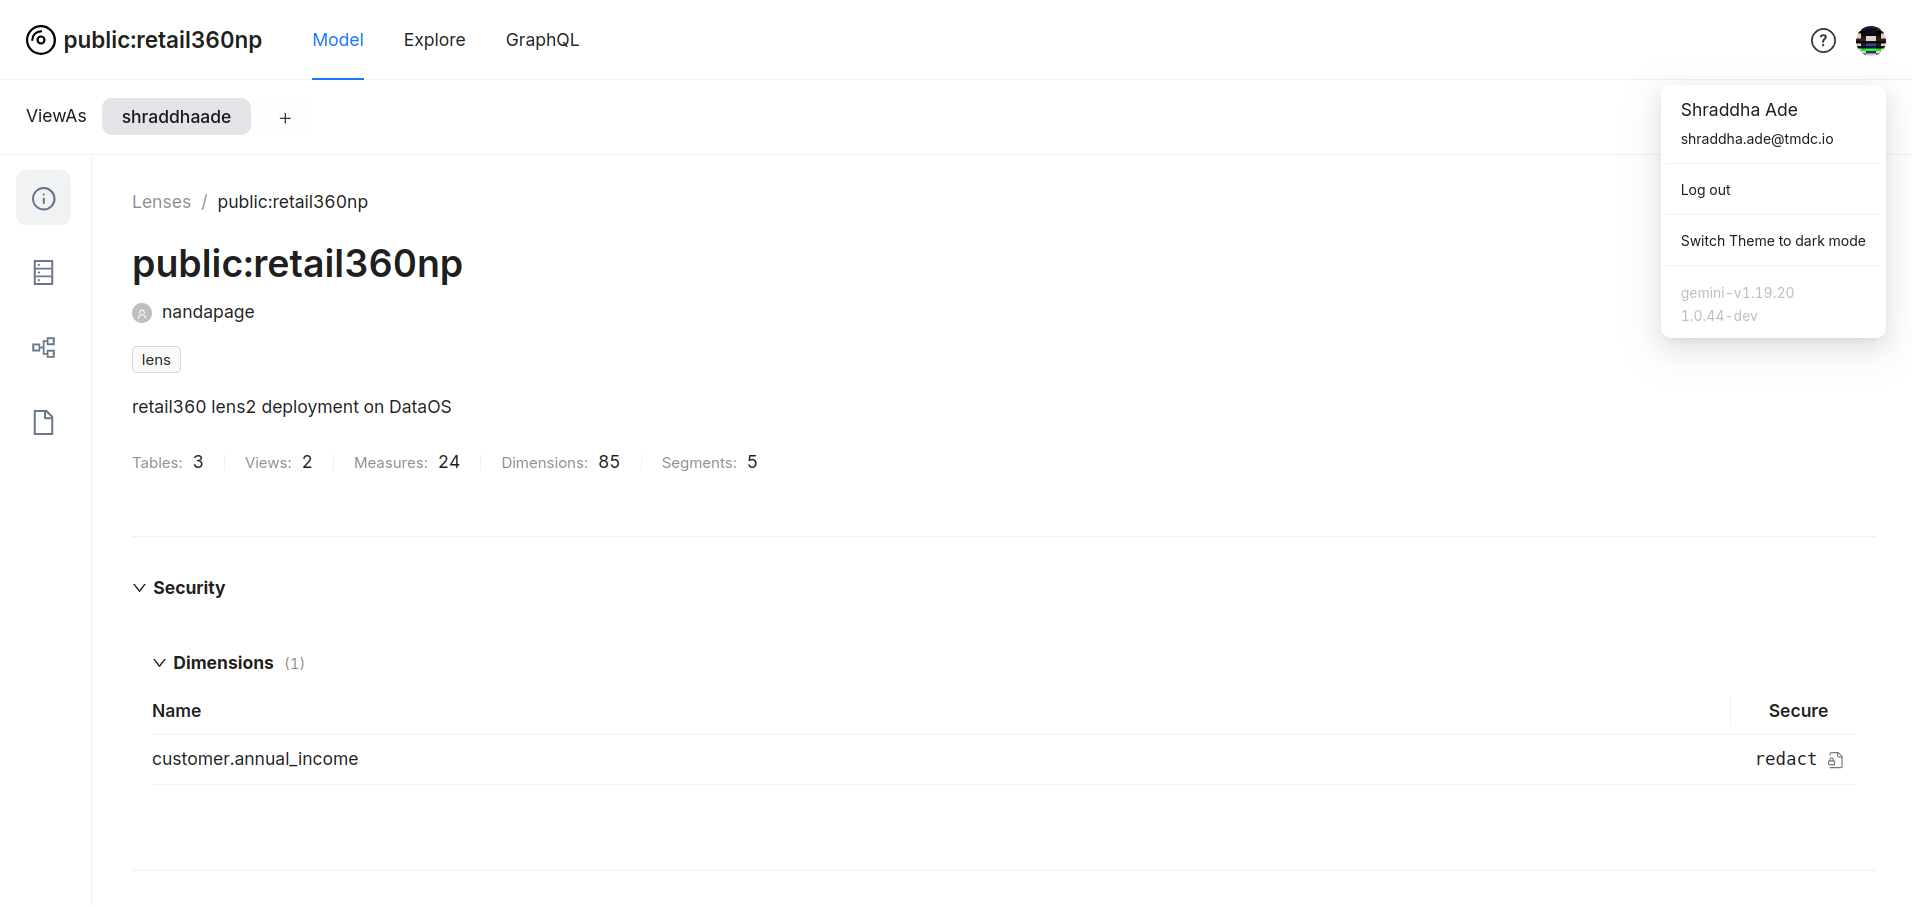 public:retail360np
Model
Explore
GraphQL
?
ViewAs
shraddhaade
+
Shraddha Ade
shraddha.ade@tmdc.io
Log out
Switch Theme to dark mode
gemini-v1.19.20
1.0.44-dev
Lenses / public:retail360np
public:retail360np
nandapage
lens
retail360 lens2 deployment on DataOS
Tables: 3
Views: 2
Measures: 24
Dimensions: 85
Segments: 5
Security
Dimensions (1)
Name
Secure
customer.annual_income
redact